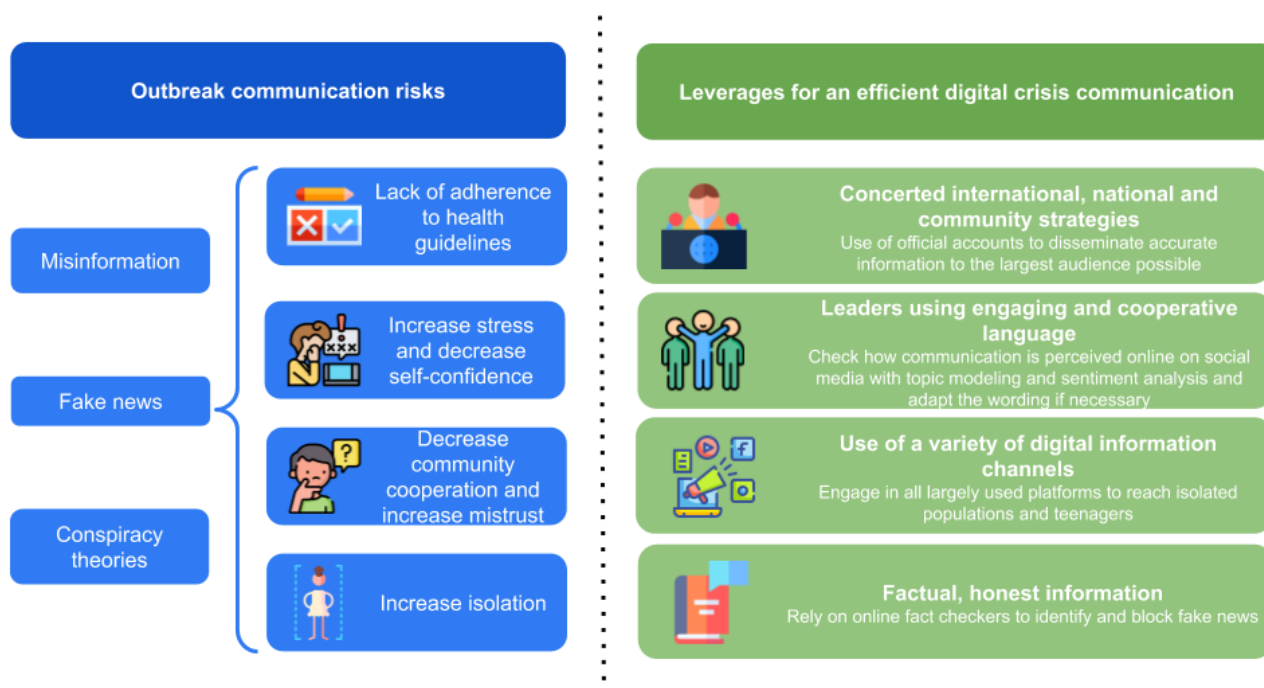 Outbreak communication risks
Misinformation
Fake news
Conspiracy
theories
Lack of adherence
to health
guidelines
Increase stress
and decrease
self-confidence
Decrease
community
cooperation and
increase mistrust
Increase isolation
Leverages for an efficient digital crisis communication
Concerted international, national and
community strategies
Use of official accounts to disseminate accurate
information to the largest audience possible
Leaders using engaging and cooperative
language
Check how communication is perceived online on social
media with topic modeling and sentiment analysis and
adapt the wording if necessary
Use of a variety of digital information
channels
Engage in all largely used platforms to reach isolated
populations and teenagers
Factual, honest information
Rely on online fact checkers to identify and block fake news